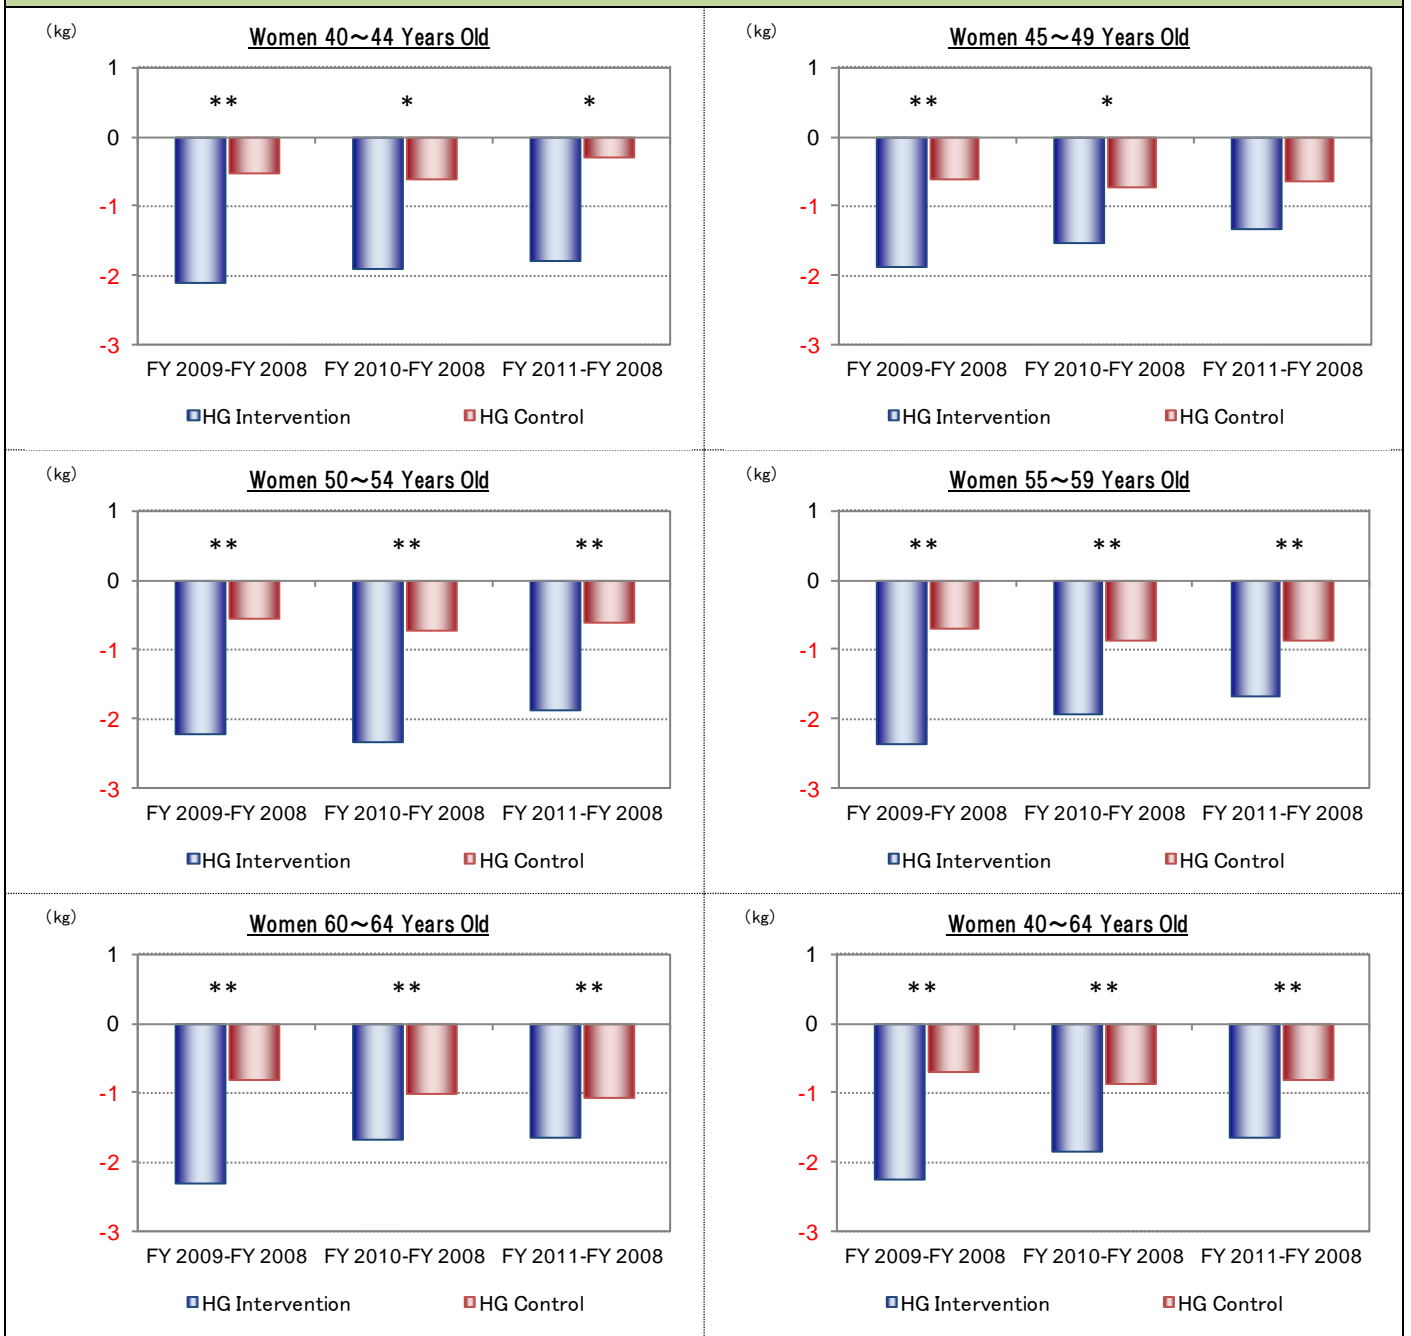 （kg）
Women 40～44 Years Old
1
** * *
0
-1
-2
-3
FY 2009-FY 2008 FY 2010-FY 2008 FY 2011-FY 2008
HG Intervention HG Control
（kg）
Women 45～49 Years Old
1
** *
0
-1
-2
-3
FY 2009-FY 2008 FY 2010-FY 2008 FY 2011-FY 2008
HG Intervention HG Control
（kg）
Women 50～54 Years Old
1
** ** **
0
-1
-2
-3
FY 2009-FY 2008 FY 2010-FY 2008 FY 2011-FY 2008
HG Intervention HG Control
（kg）
Women 55～59 Years Old
1
** ** **
0
-1
-2
-3
FY 2009-FY 2008 FY 2010-FY 2008 FY 2011-FY 2008
HG Intervention HG Control
（kg）
Women 60～64 Years Old
1
** ** **
0
-1
-2
-3
FY 2009-FY 2008 FY 2010-FY 2008 FY 2011-FY 2008
HG Intervention HG Control
（kg）
Women 40～64 Years Old
1
** ** **
0
-1
-2
-3
FY 2009-FY 2008 FY 2010-FY 2008 FY 2011-FY 2008
HG Intervention HG Control